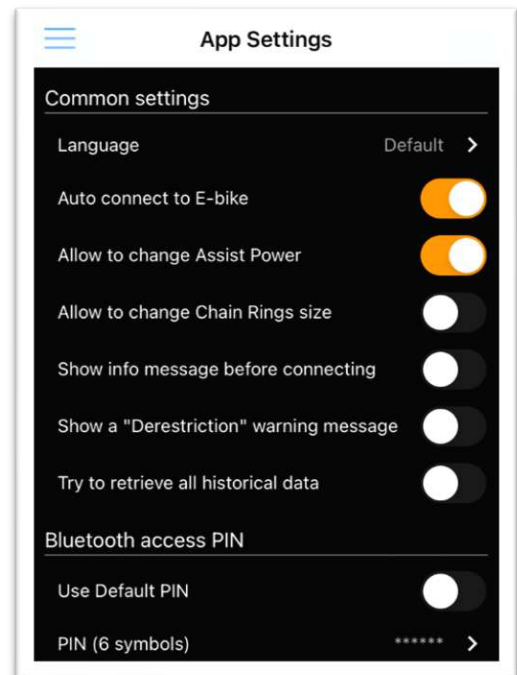 App Settings
Common settings
Language Default >
Auto connect to E-bike
Allow to change Assist Power
Allow to change Chain Rings size
Show info message before connecting
Show a "Derestriction" warning message
Try to retrieve all historical data
Bluetooth access PIN
Use Default PIN
PIN (6 symbols) ****** >